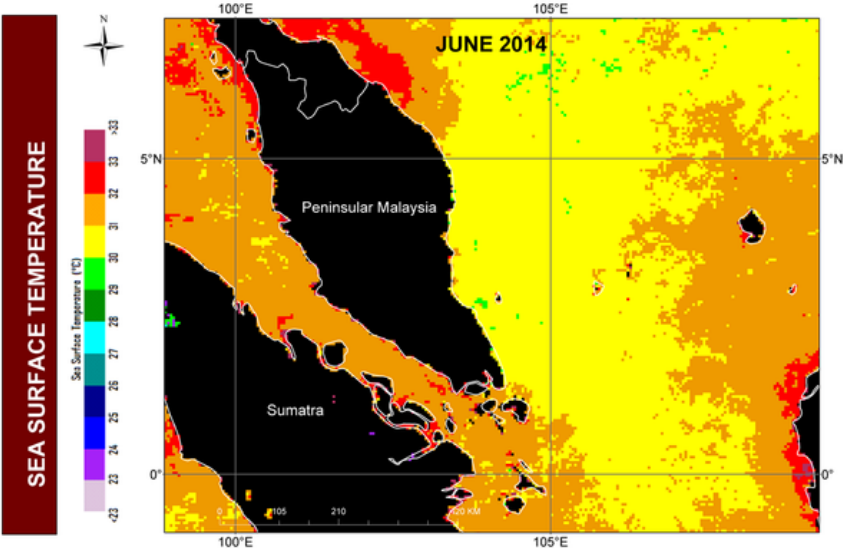 SEA SURFACE TEMPERATURE
N
Sea Surface Temperature (°C)
>33
33
32
31
30
29
28
27
26
25
24
23
<23
100°E
105°E
JUNE 2014
5°N
5°N
Peninsular Malaysia
Sumatra
0°
0°
0
105
210
420 KM
100°E
105°E